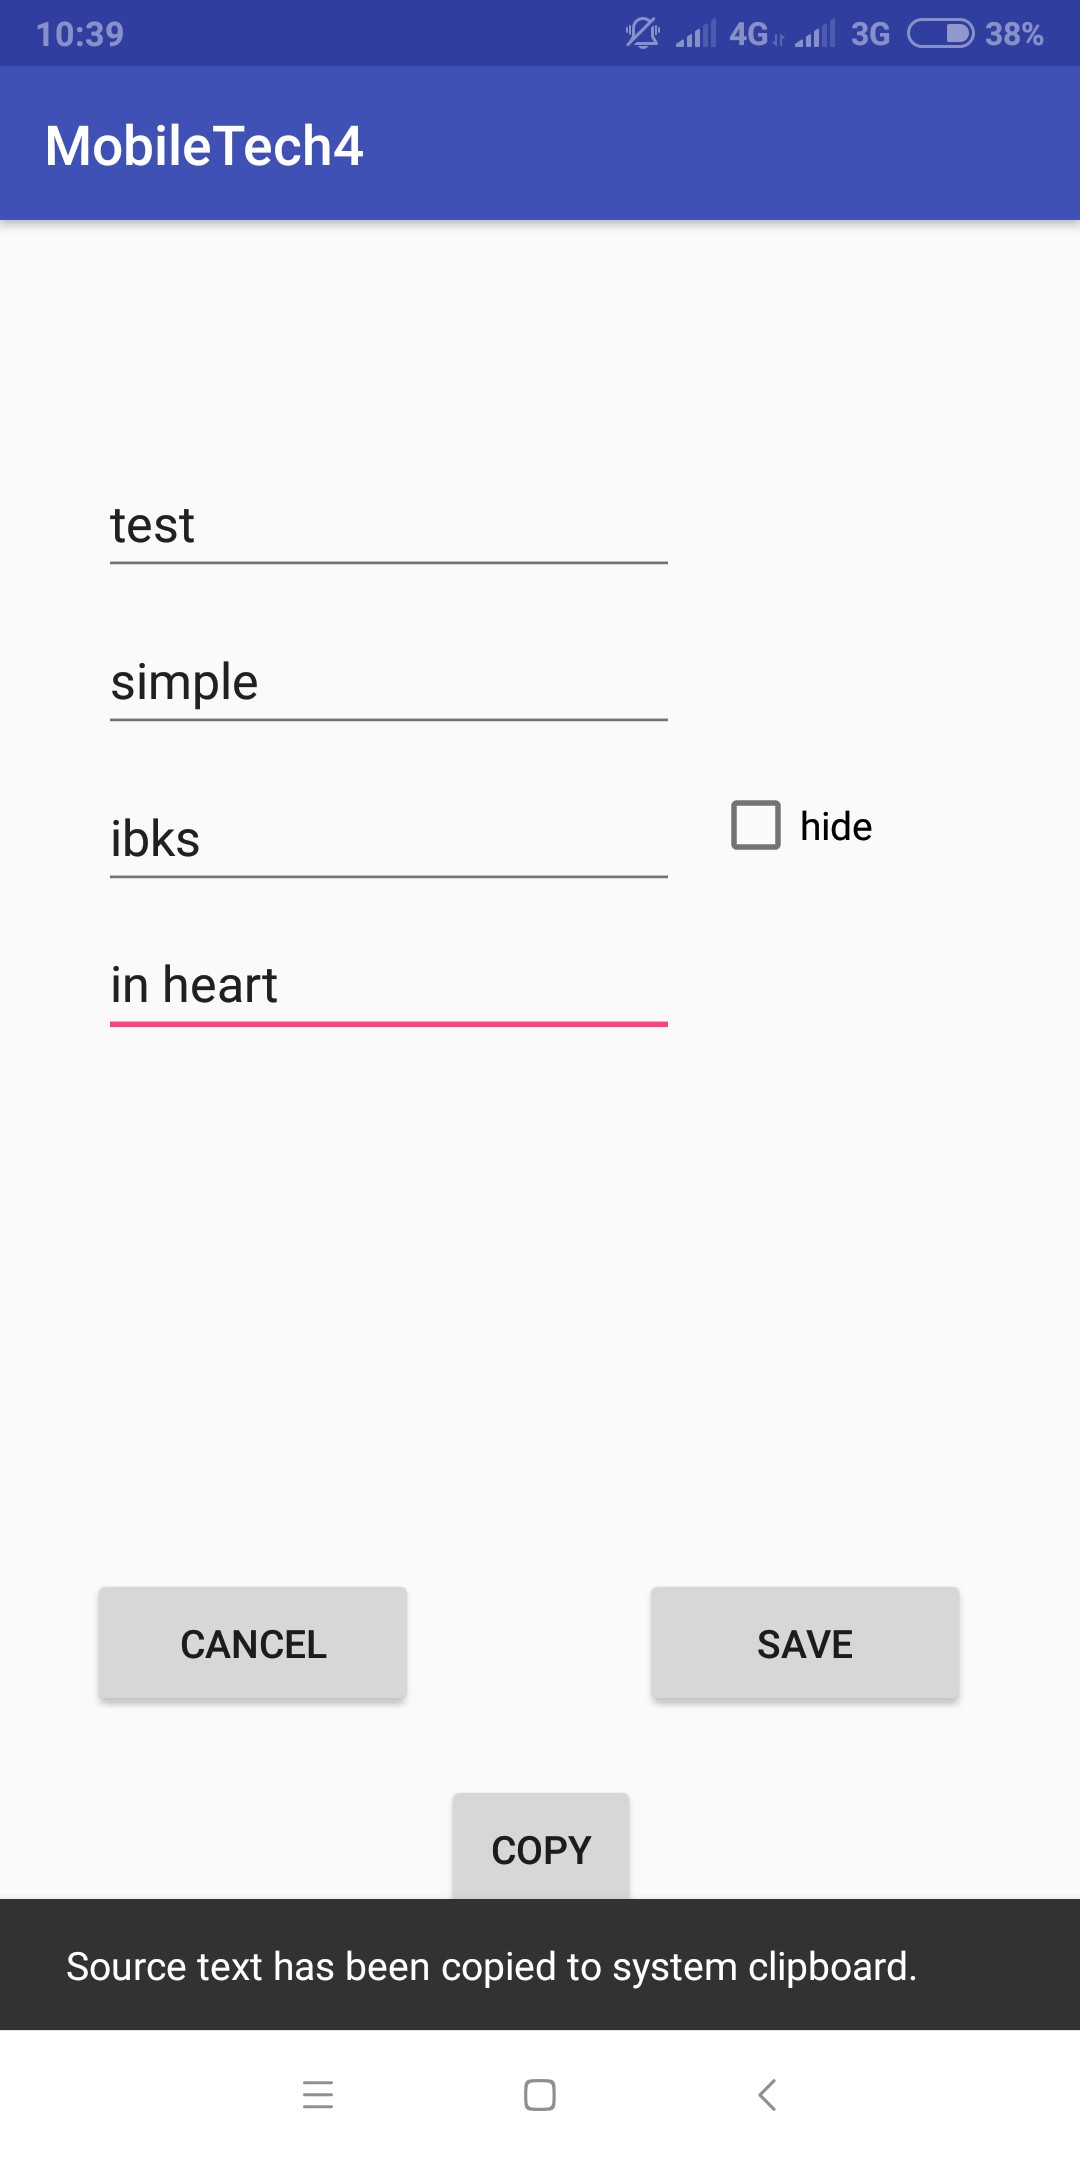 10:39 4G 3G 38%
MobileTech4
test
simple
ibks
hide
in heart
CANCEL SAVE
COPY
Source text has been copied to system clipboard.